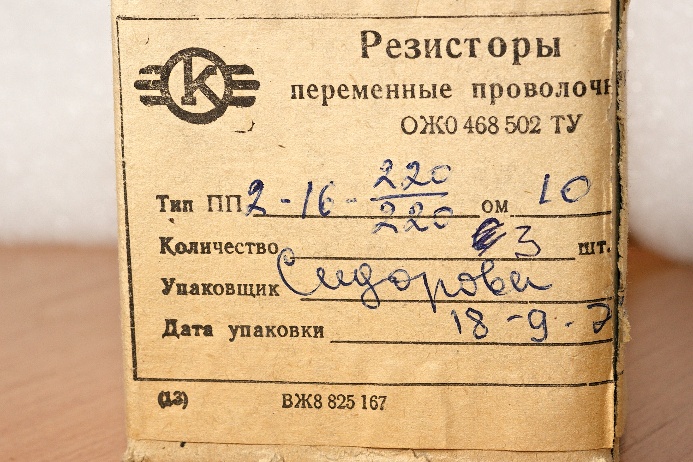 К
Резисторы
переменные проволочн
ОЖ0 468 502 ТУ
Тип ПП2-16-220/220 ом 10
Количество 3 шт.
Упаковщик Сидорова
Дата упаковки 18-9-7
(13) ВЖ8 825 167